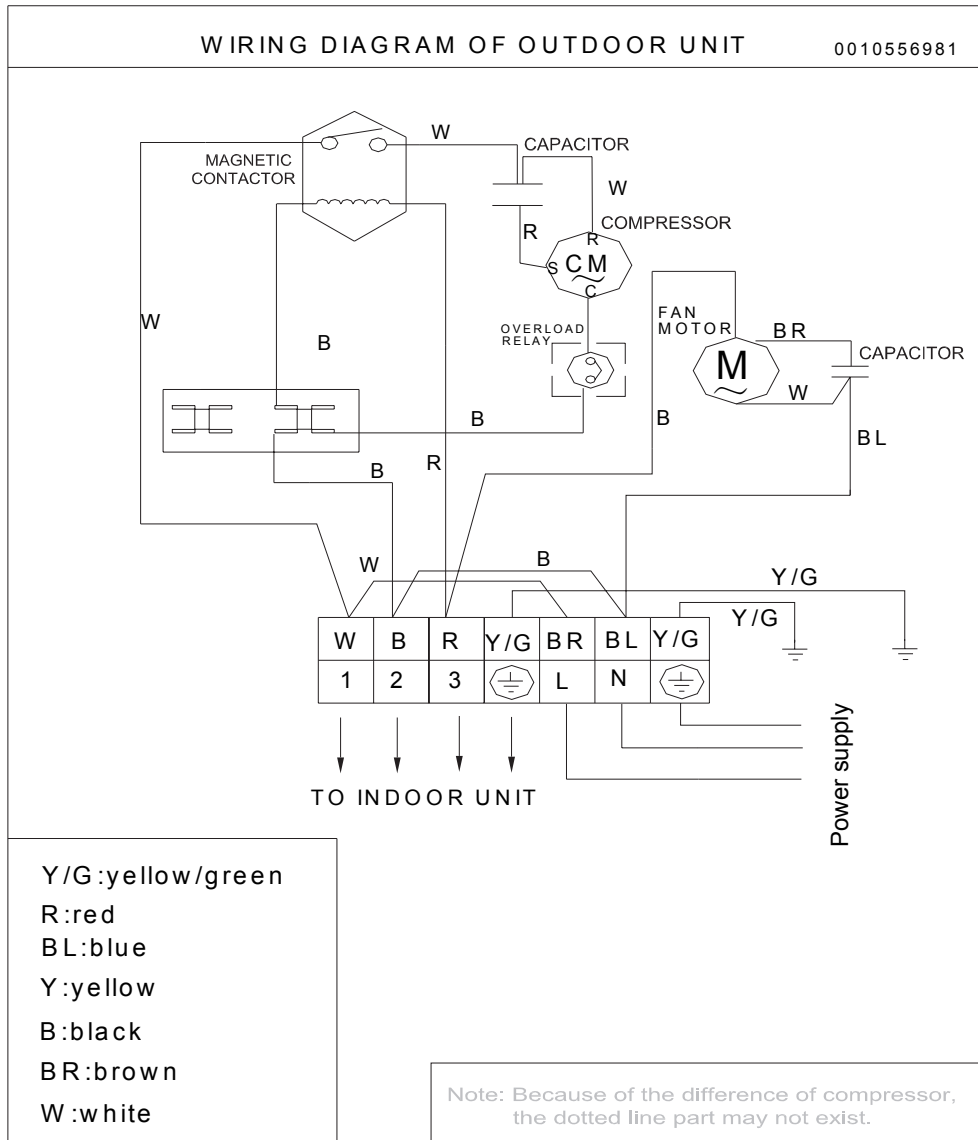 WIRING DIAGRAM OF OUTDOOR UNIT
0010556981
MAGNETIC
CONTACTOR
W
CAPACITOR
W
R
COMPRESSOR
R
S
CM
C
W
B
OVERLOAD
RELAY
FAN
MOTOR
M
BR
CAPACITOR
W
B
BL
B
B
R
W
B
Y/G
Y/G
W B R Y/G BR BL Y/G
1 2 3 L N
TO INDOOR UNIT
Power supply
Y/G:yellow/green
R:red
BL:blue
Y:yellow
B:black
BR:brown
W:white
Note: Because of the difference of compressor,
the dotted line part may not exist.